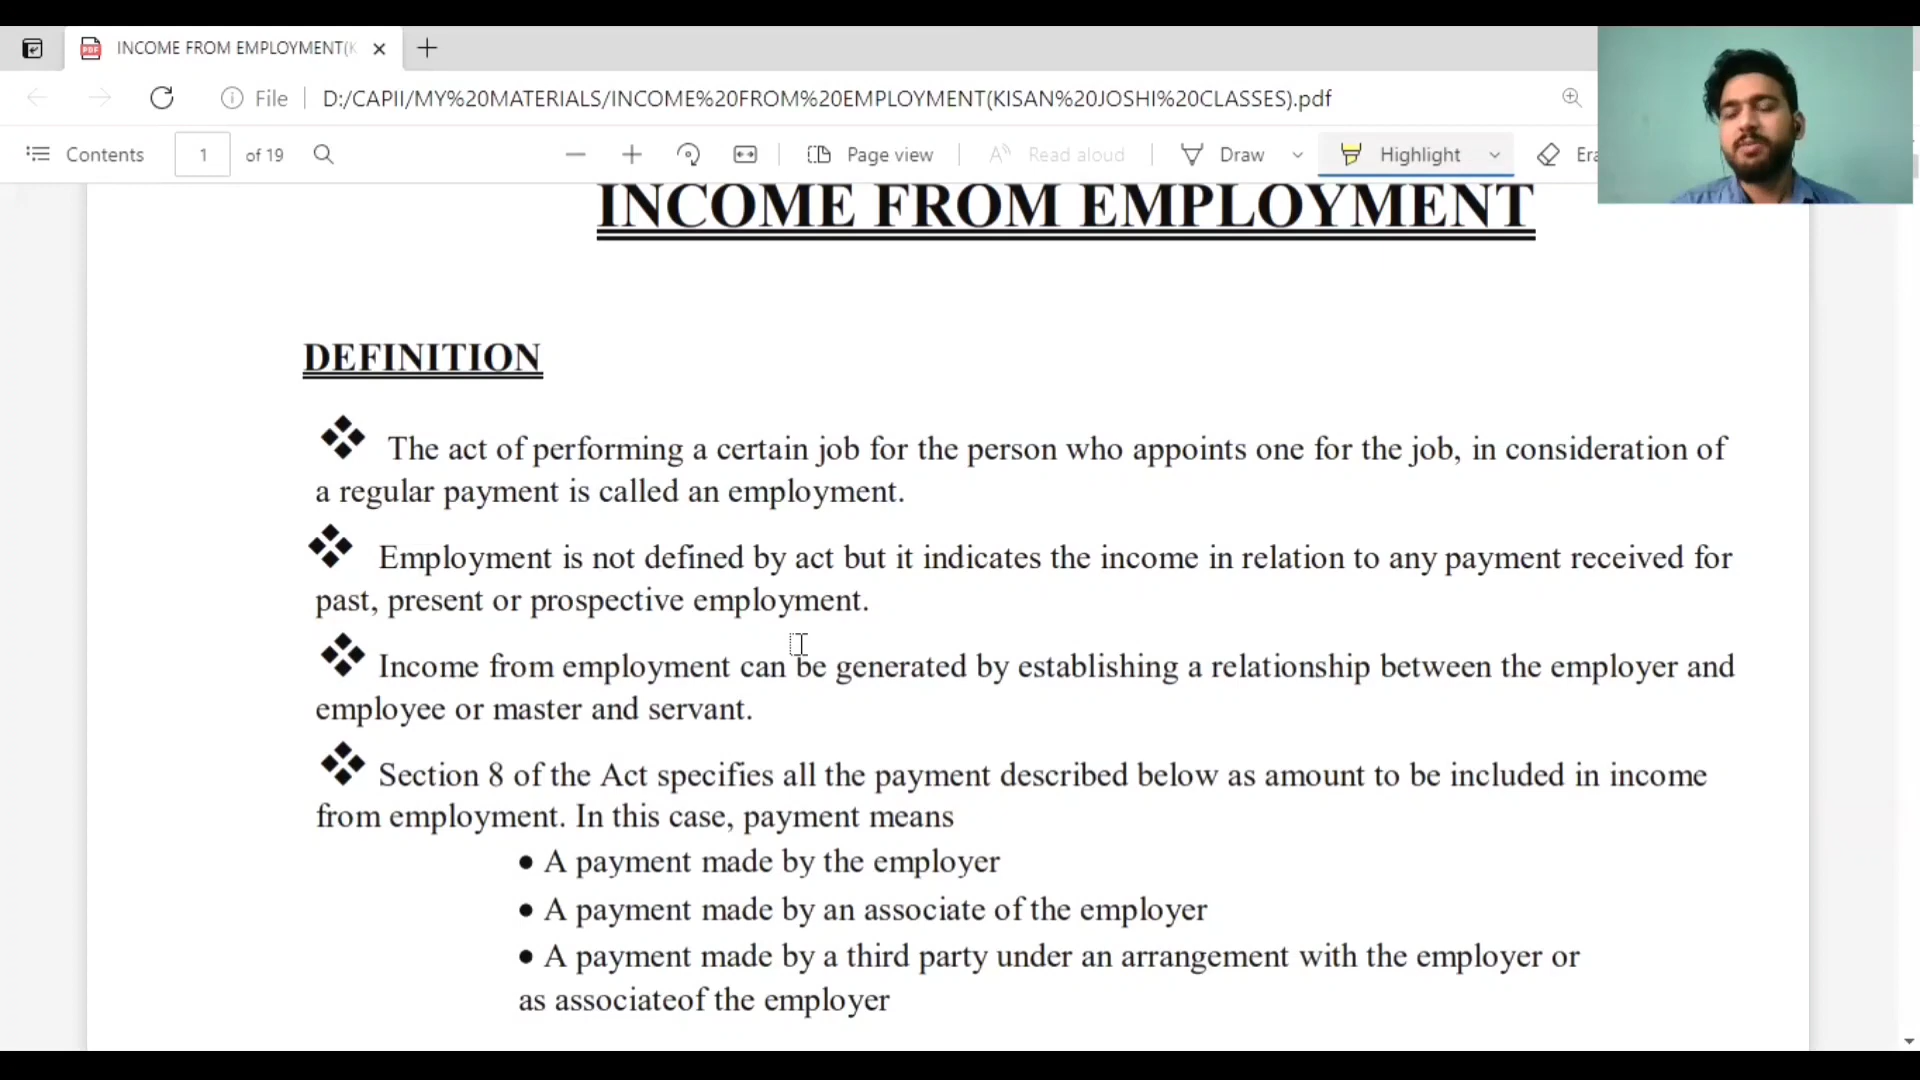 INCOME FROM EMPLOYMENT(K
File
D:/CAPII/MY%20MATERIALS/INCOME%20FROM%20EMPLOYMENT(KISAN%20JOSHI%20CLASSES).pdf
Contents 1 of 19 Page view Read aloud Draw Highlight Era
INCOME FROM EMPLOYMENT
DEFINITION
The act of performing a certain job for the person who appoints one for the job, in consideration of
a regular payment is called an employment.
Employment is not defined by act but it indicates the income in relation to any payment received for
past, present or prospective employment.
Income from employment can be generated by establishing a relationship between the employer and
employee or master and servant.
Section 8 of the Act specifies all the payment described below as amount to be included in income
from employment. In this case, payment means
• A payment made by the employer
• A payment made by an associate of the employer
• A payment made by a third party under an arrangement with the employer or
as associateof the employer